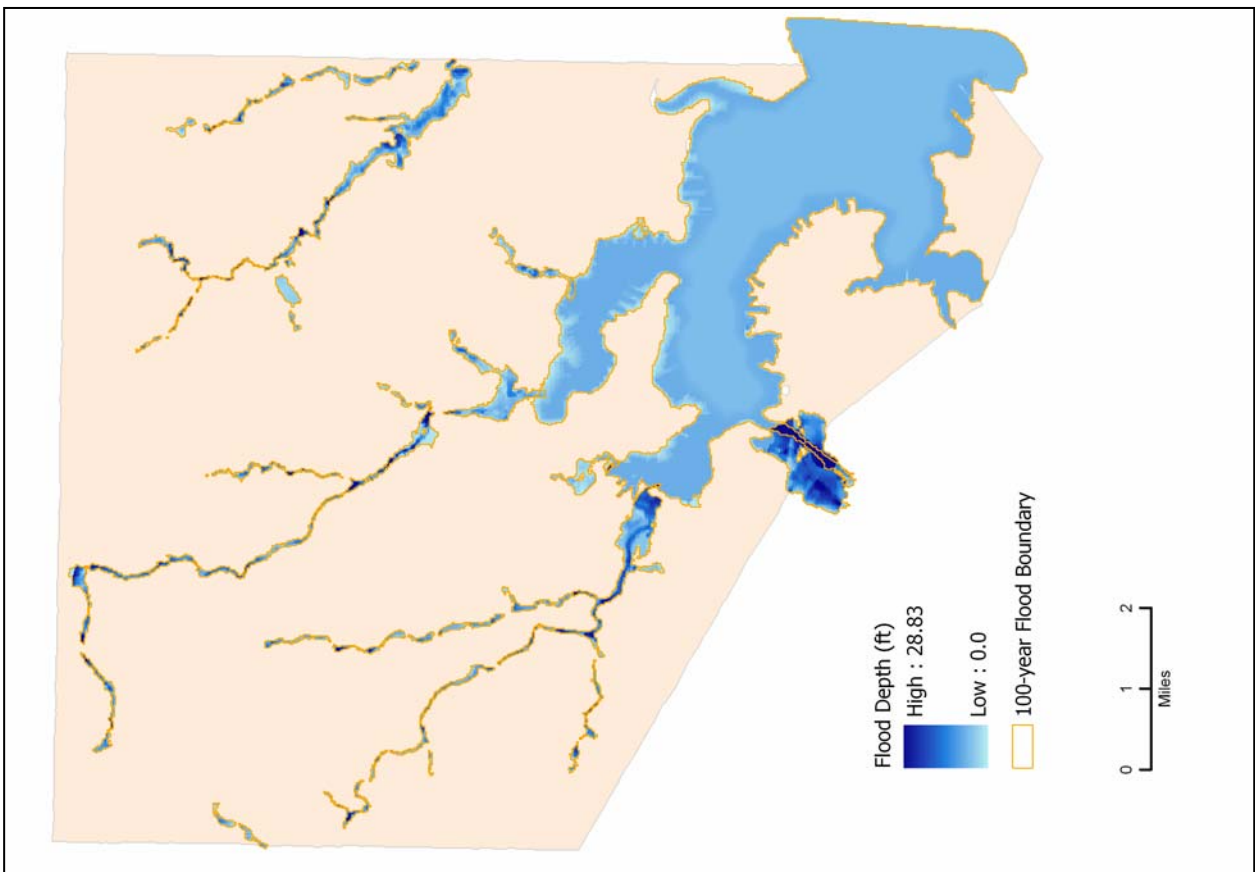 Flood Depth (ft)
High : 28.83
Low : 0.0
100-year Flood Boundary
0 1 2
Miles